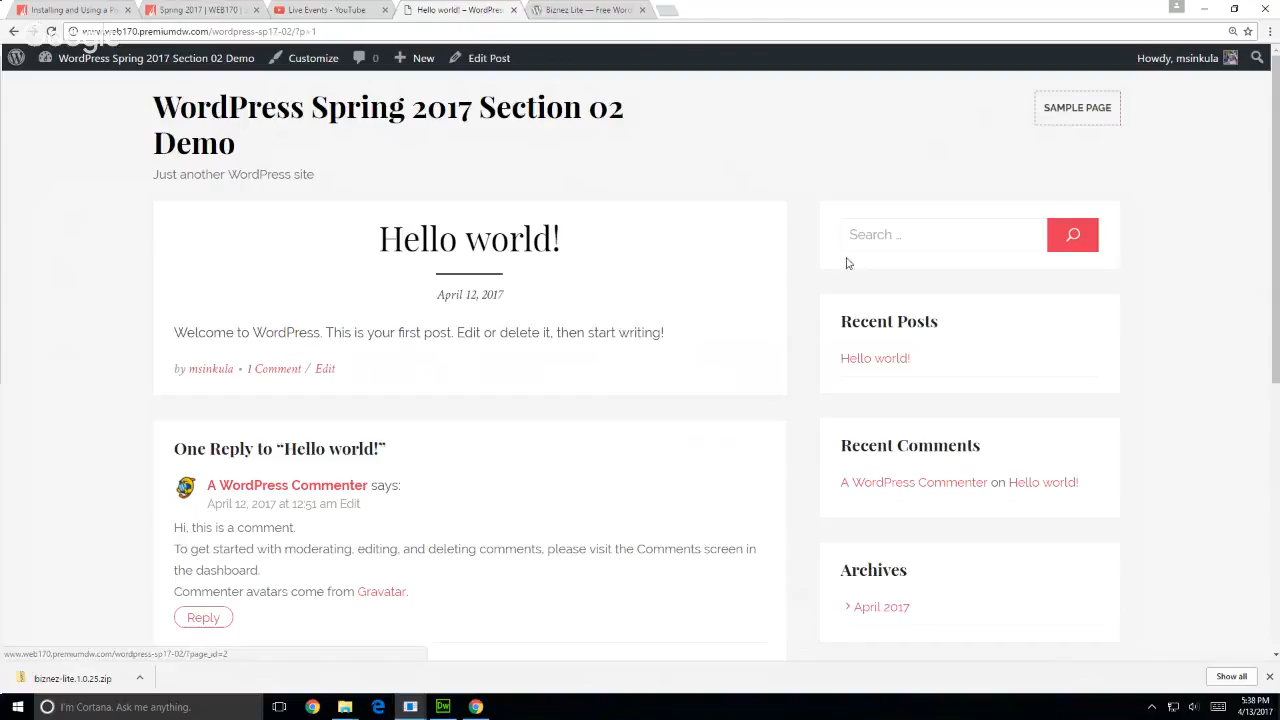 Installing and Using a P
Spring 2017 | WEB170 | S
Live Events - YouTube
Hello world! – WordPres
Biznez Lite — Free Word
www.web170.premiumdw.com/wordpress-sp17-02/?p=1
Google
WordPress Spring 2017 Section 02 Demo
Customize
0
New
Edit Post
Howdy, msinkula
WordPress Spring 2017 Section 02
Demo
Just another WordPress site
SAMPLE PAGE
Hello world!
April 12, 2017
Welcome to WordPress. This is your first post. Edit or delete it, then start writing!
by msinkula • 1 Comment / Edit
One Reply to “Hello world!”
A WordPress Commenter says:
April 12, 2017 at 12:51 am Edit
Hi, this is a comment.
To get started with moderating, editing, and deleting comments, please visit the Comments screen in
the dashboard.
Commenter avatars come from Gravatar.
Reply
Search …
Recent Posts
Hello world!
Recent Comments
A WordPress Commenter on Hello world!
Archives
April 2017
www.web170.premiumdw.com/wordpress-sp17-02/?page_id=2
biznez-lite.1.0.25.zip
Show all
I'm Cortana. Ask me anything.
Dw
5:38 PM
4/13/2017